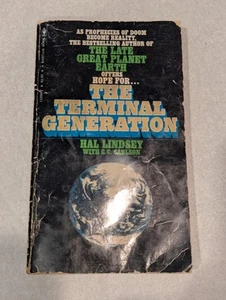 AS PROPHECIES OF DOOM
BECOME REALITY,
THE BESTSELLING AUTHOR OF
THE LATE
GREAT PLANET
EARTH
OFFERS
HOPE FOR...
THE
TERMINAL
GENERATION
HAL LINDSEY
WITH C. C. CARLSON